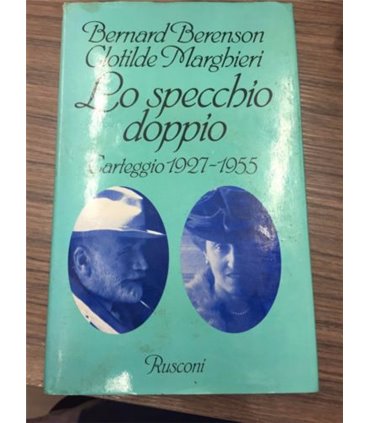 Bernard Berenson
Clotilde Marghieri
Lo specchio
doppio
Carteggio 1927-1955
Rusconi